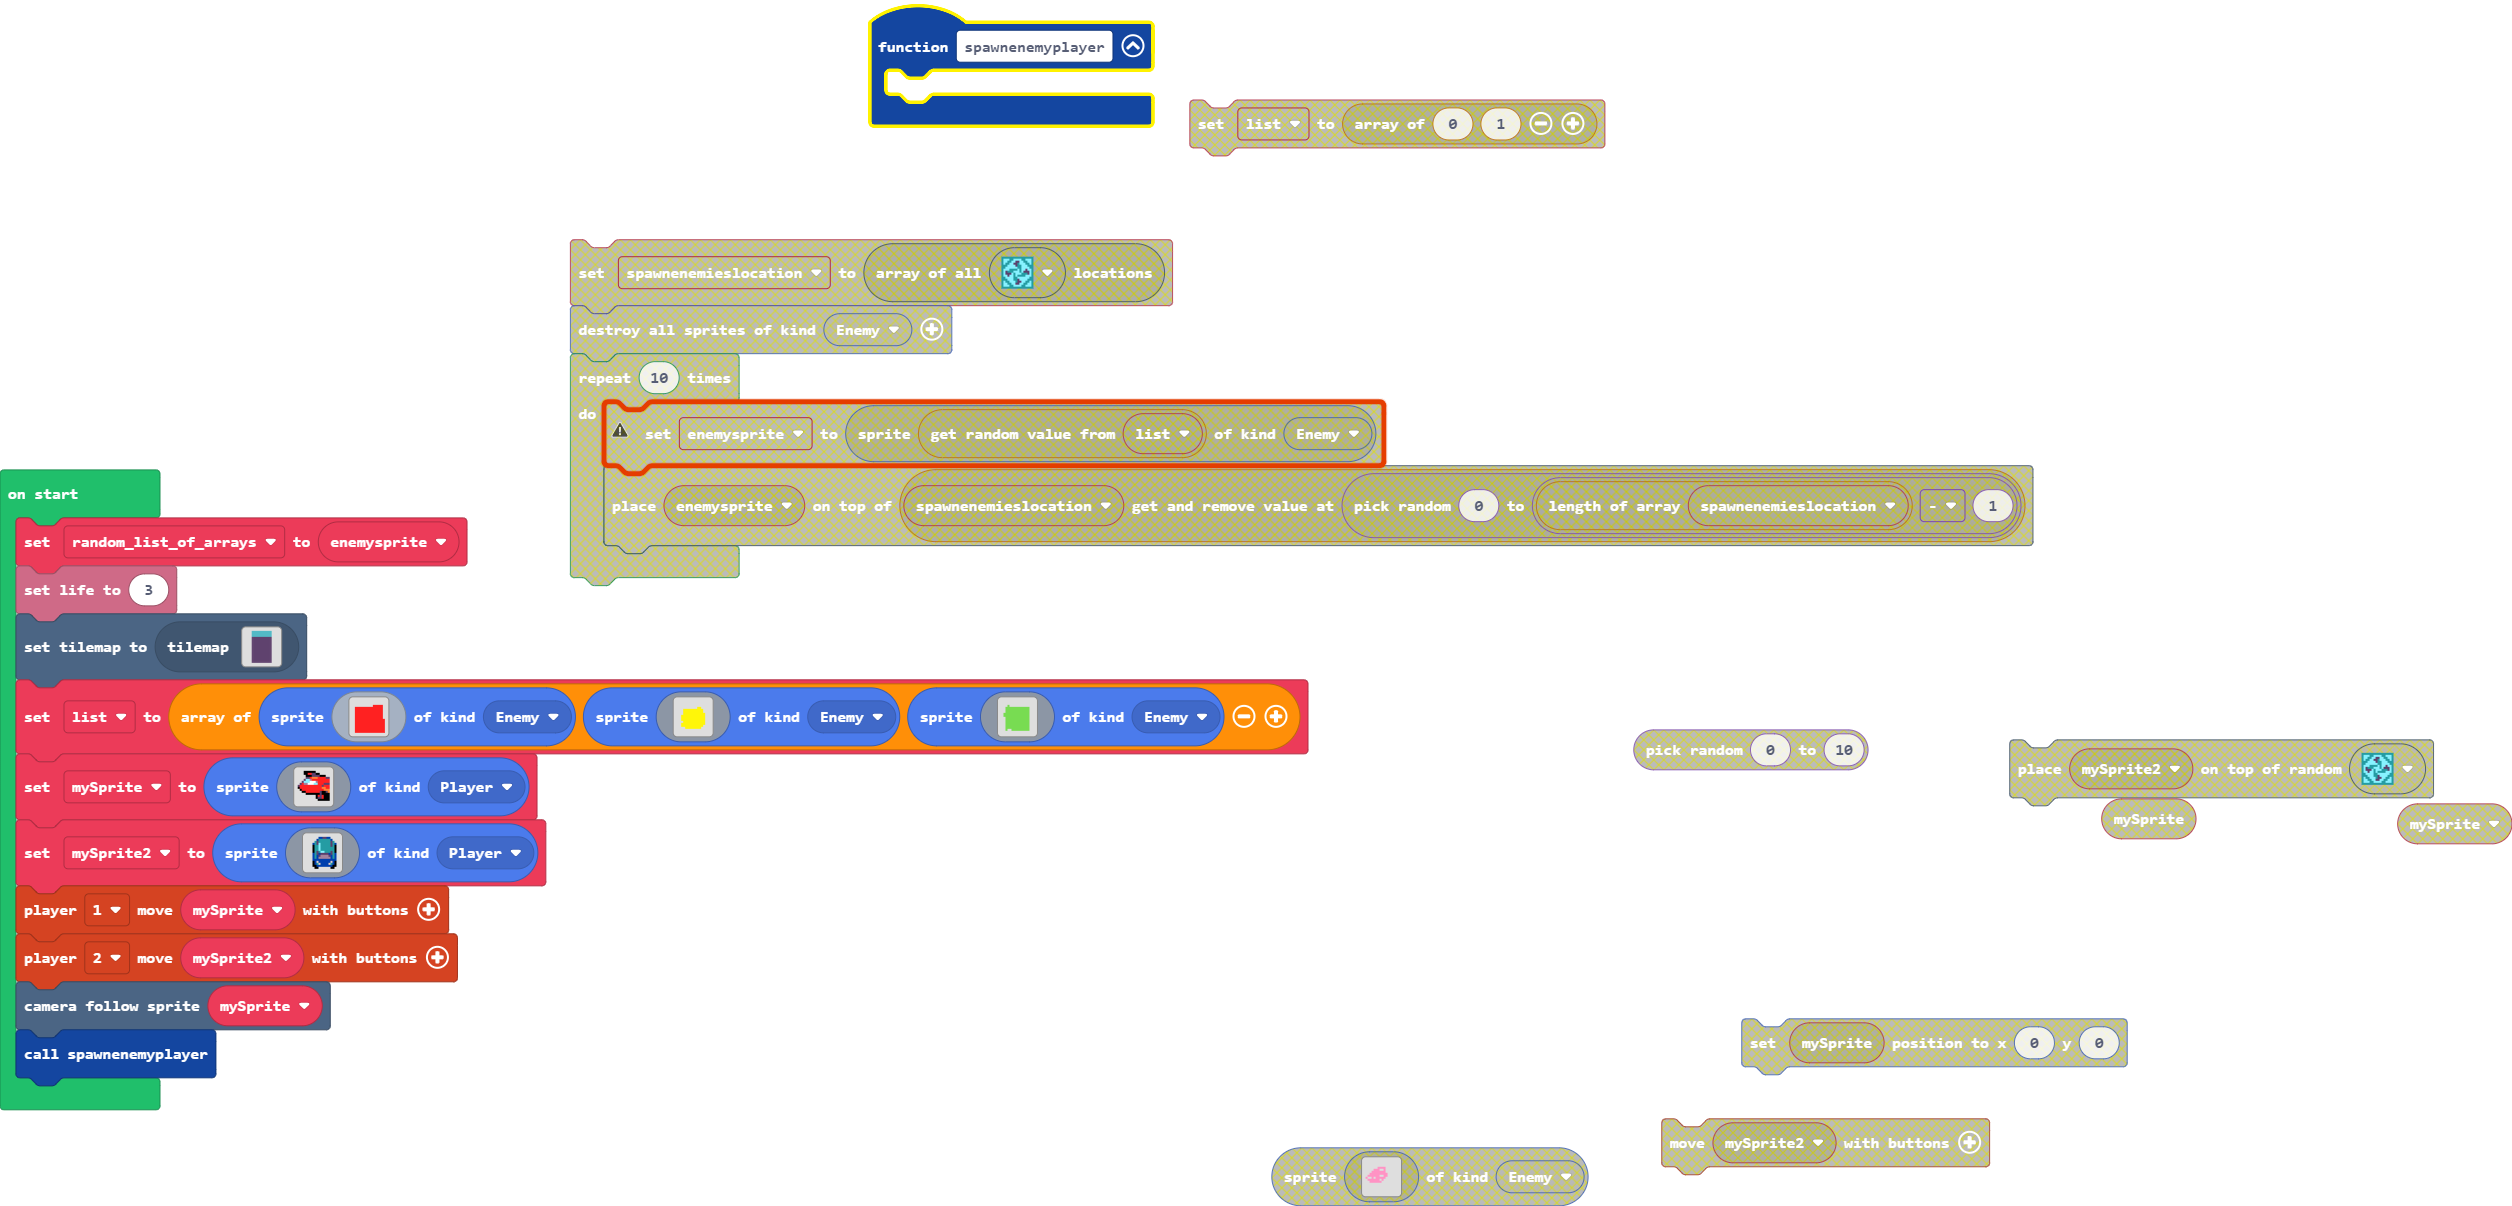 function spawnenemyplayer
set list to array of 0 1
set spawnenemieslocation to array of all locations
destroy all sprites of kind Enemy
repeat 10 times
do
set enemysprite to sprite get random value from list of kind Enemy
place enemysprite on top of spawnenemieslocation get and remove value at pick random 0 to length of array spawnenemieslocation - 1
on start
set random_list_of_arrays to enemysprite
set life to 3
set tilemap to tilemap
set list to array of sprite of kind Enemy sprite of kind Enemy sprite of kind Enemy
set mySprite to sprite of kind Player
set mySprite2 to sprite of kind Player
player 1 move mySprite with buttons
player 2 move mySprite2 with buttons
camera follow sprite mySprite
call spawnenemyplayer
pick random 0 to 10
place mySprite2 on top of random
mySprite
mySprite
set mySprite position to x 0 y 0
move mySprite2 with buttons
sprite of kind Enemy